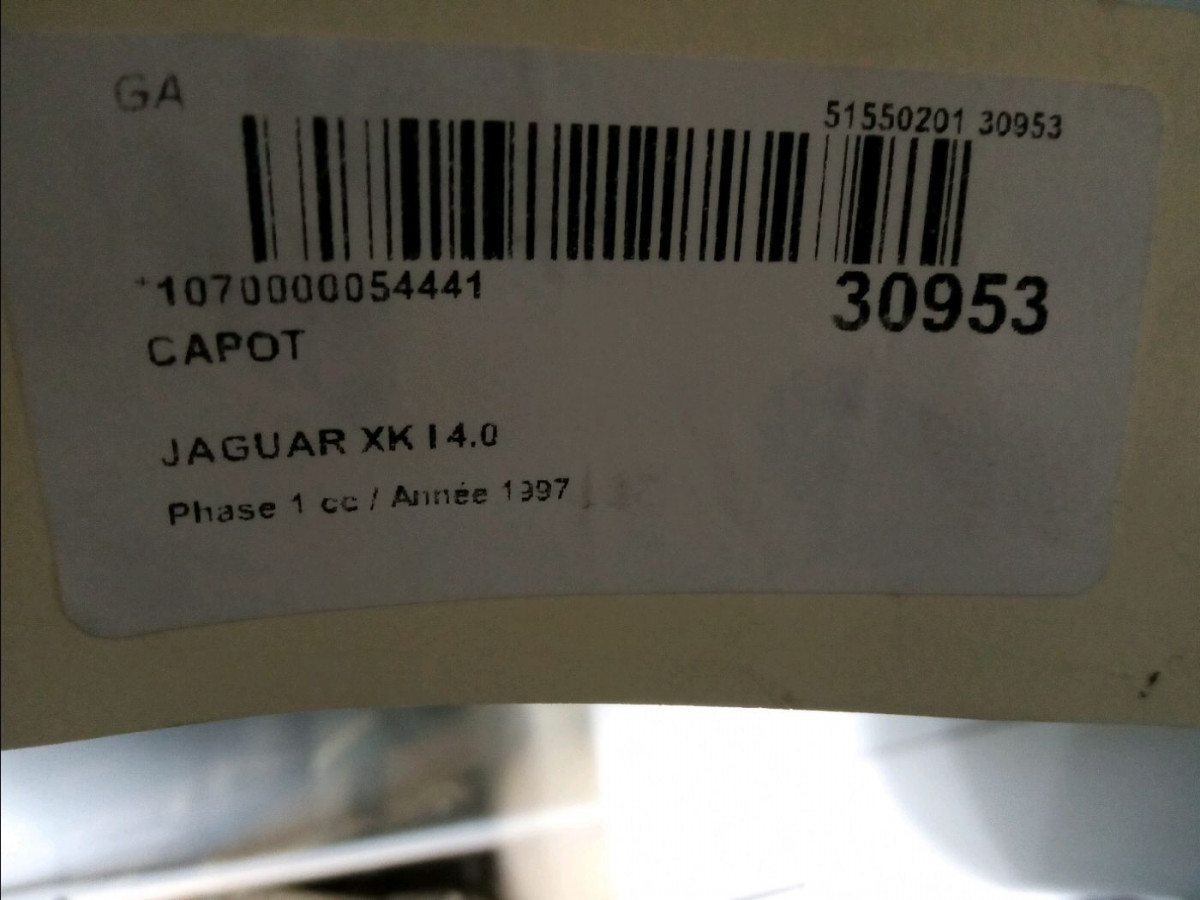 GA
51550201 30953
*1070000054441
30953
CAPOT
JAGUAR XK I 4.0
Phase 1 cc / Année 1997